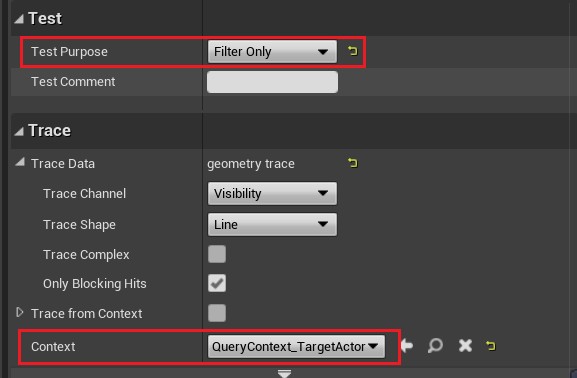 Test
Test Purpose Filter Only
Test Comment
Trace
Trace Data geometry trace
Trace Channel Visibility
Trace Shape Line
Trace Complex
Only Blocking Hits
Trace from Context
Context QueryContext_TargetActor